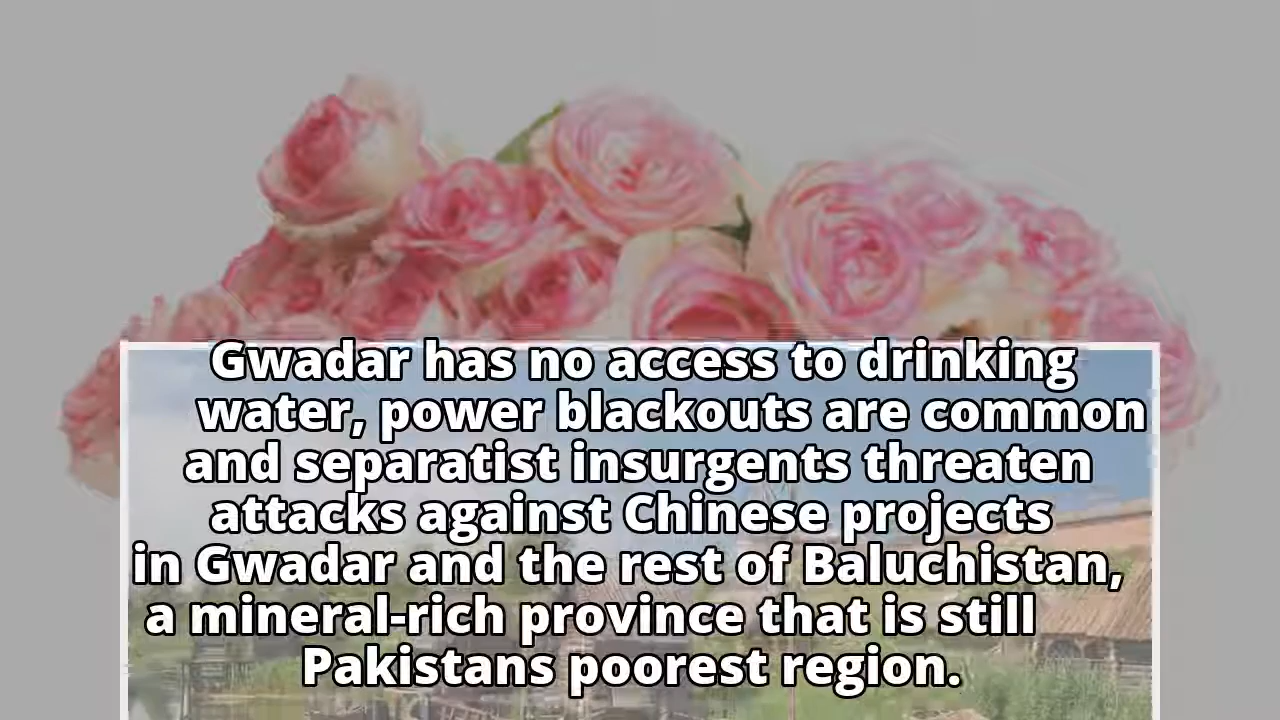 Gwadar has no access to drinking
water, power blackouts are common
and separatist insurgents threaten
attacks against Chinese projects
in Gwadar and the rest of Baluchistan,
a mineral-rich province that is still
Pakistans poorest region.